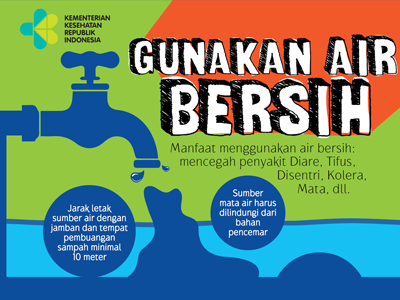 KEMENTERIAN
KESEHATAN
REPUBLIK
INDONESIA
GUNAKAN AIR
BERSIH
Manfaat menggunakan air bersih:
mencegah penyakit Diare, Tifus,
Disentri, Kolera,
Mata, dll.
Jarak letak
sumber air dengan
jamban dan tempat
pembuangan
sampah minimal
10 meter
Sumber
mata air harus
dilindungi dari
bahan
pencemar